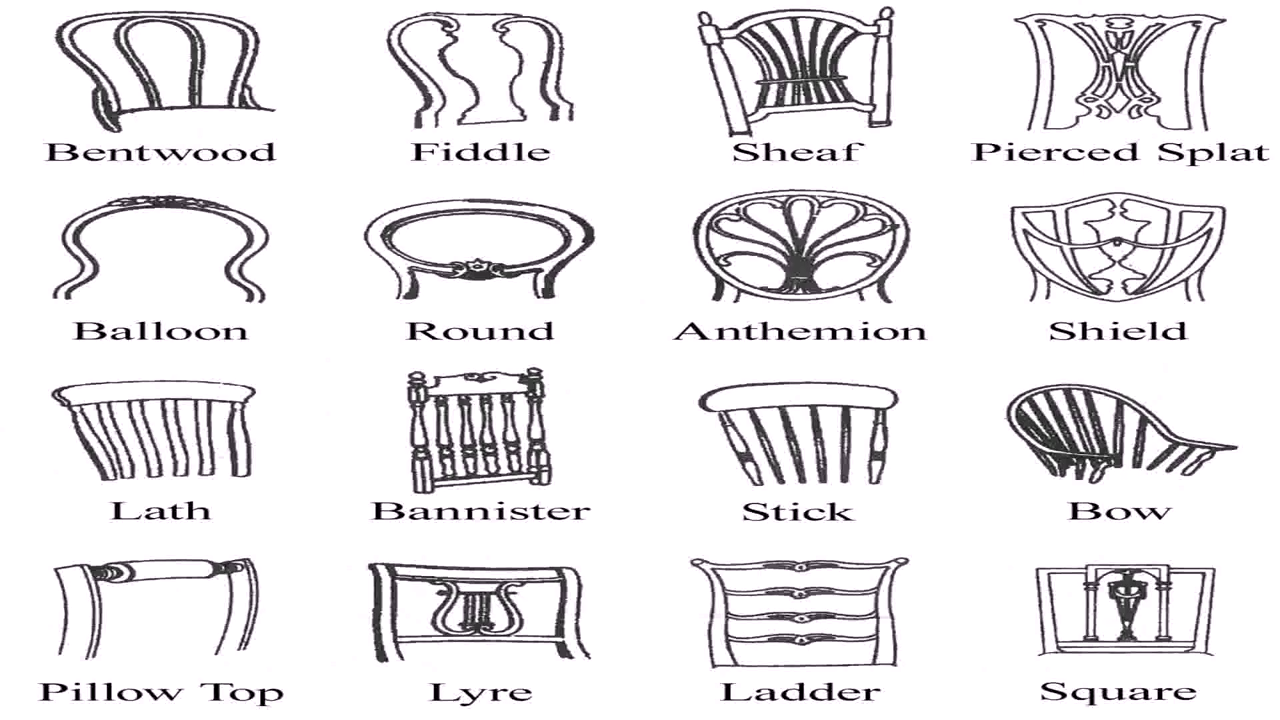 Bentwood Fiddle Sheaf Pierced Splat
Balloon Round Anthemion Shield
Lath Bannister Stick Bow
Pillow Top Lyre Ladder Square